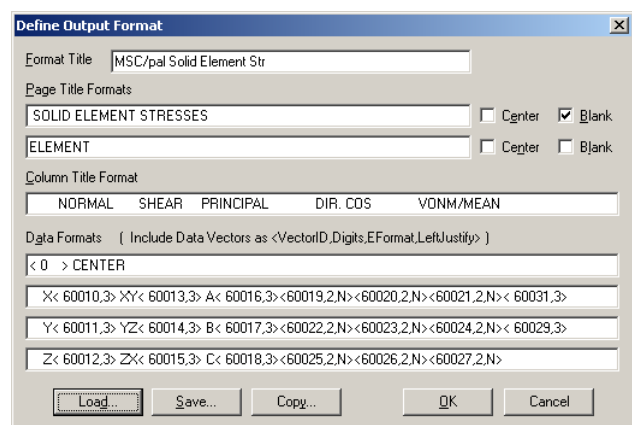 Define Output Format
Format Title MSC/pal Solid Element Str
Page Title Formats
SOLID ELEMENT STRESSES Center Blank
ELEMENT Center Blank
Column Title Format
NORMAL SHEAR PRINCIPAL DIR. COS VONM/MEAN
Data Formats ( Include Data Vectors as <VectorID,Digits,EFormat,LeftJustify> )
< 0 > CENTER
X< 60010,3> XY< 60013,3> A< 60016,3><60019,2,N><60020,2,N><60021,2,N>< 60031,3>
Y< 60011,3> YZ< 60014,3> B< 60017,3><60022,2,N><60023,2,N><60024,2,N>< 60029,3>
Z< 60012,3> ZX< 60015,3> C< 60018,3><60025,2,N><60026,2,N><60027,2,N>
Load... Save... Copy... OK Cancel